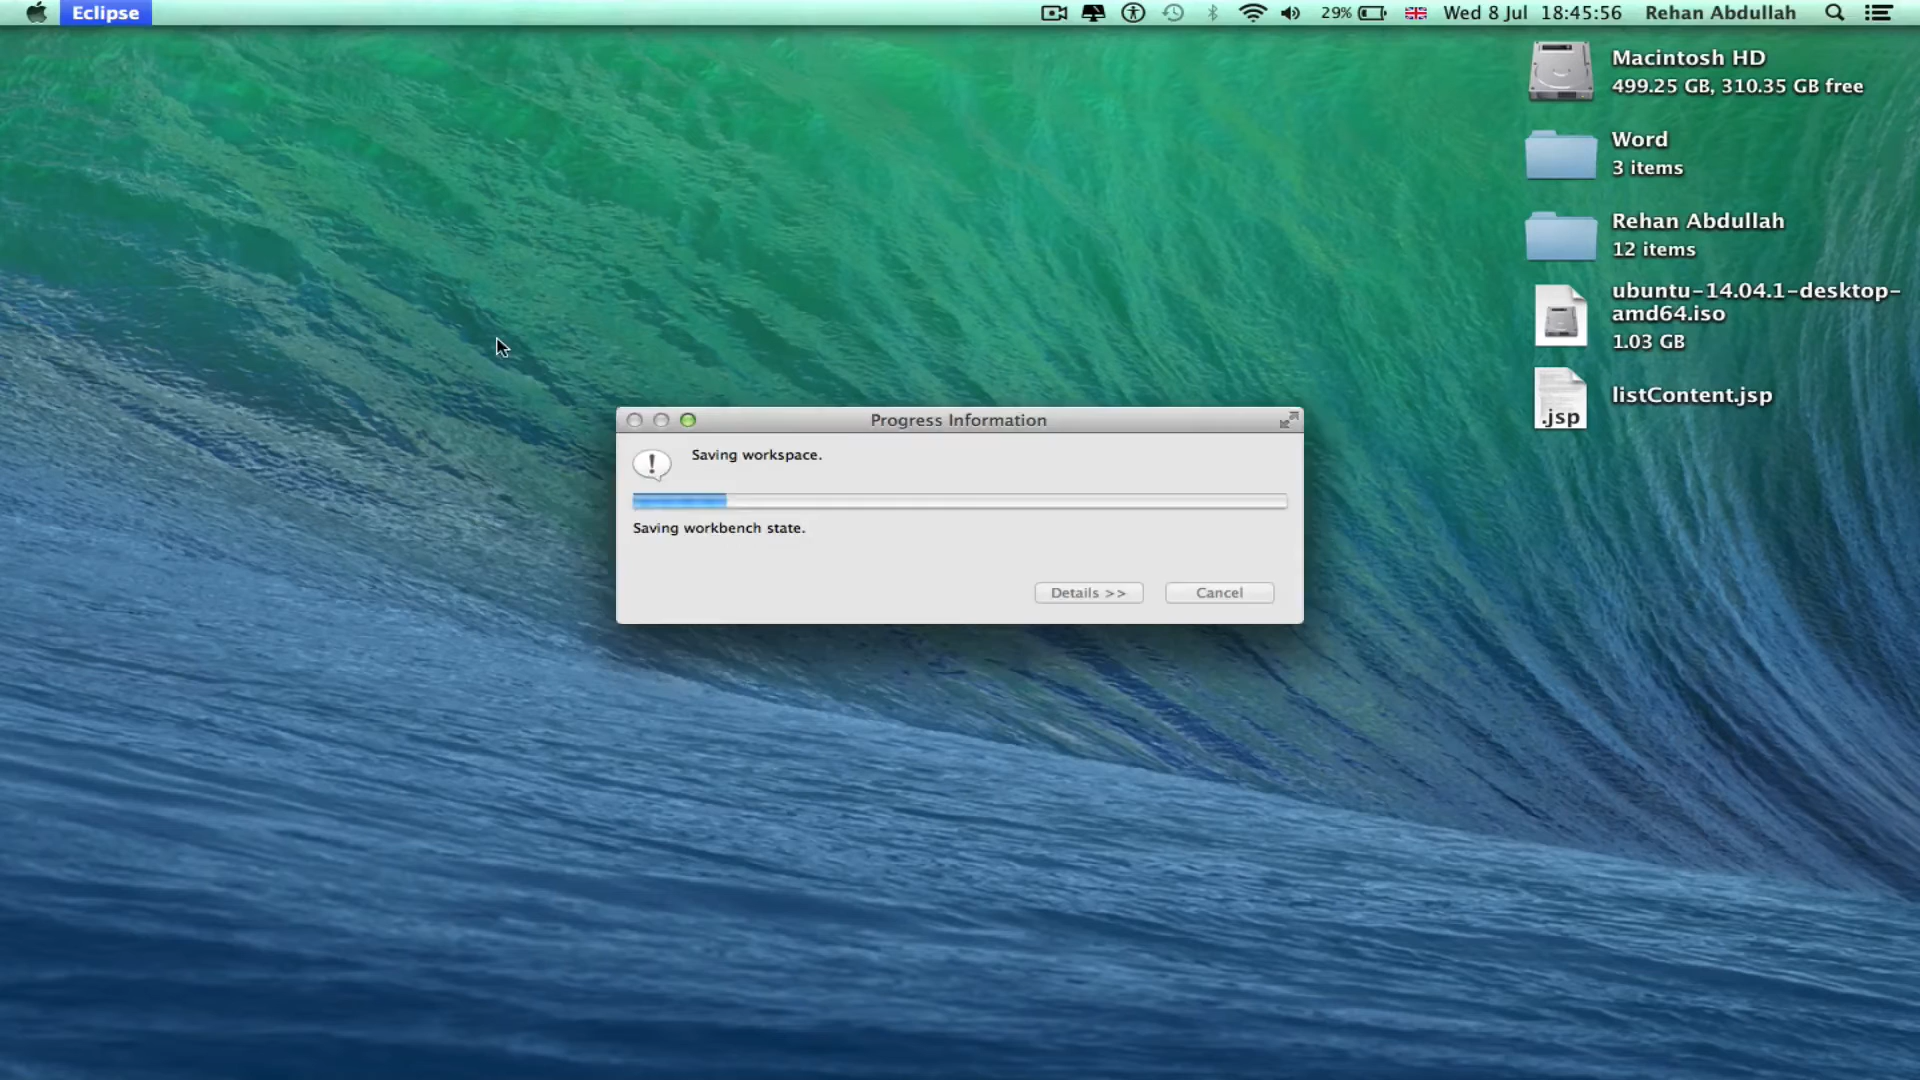 Eclipse
29%
Wed 8 Jul 18:45:56
Rehan Abdullah
Macintosh HD
499.25 GB, 310.35 GB free
Word
3 items
Rehan Abdullah
12 items
ubuntu-14.04.1-desktop-
amd64.iso
1.03 GB
.jsp
listContent.jsp
Progress Information
Saving workspace.
Saving workbench state.
Details >>
Cancel